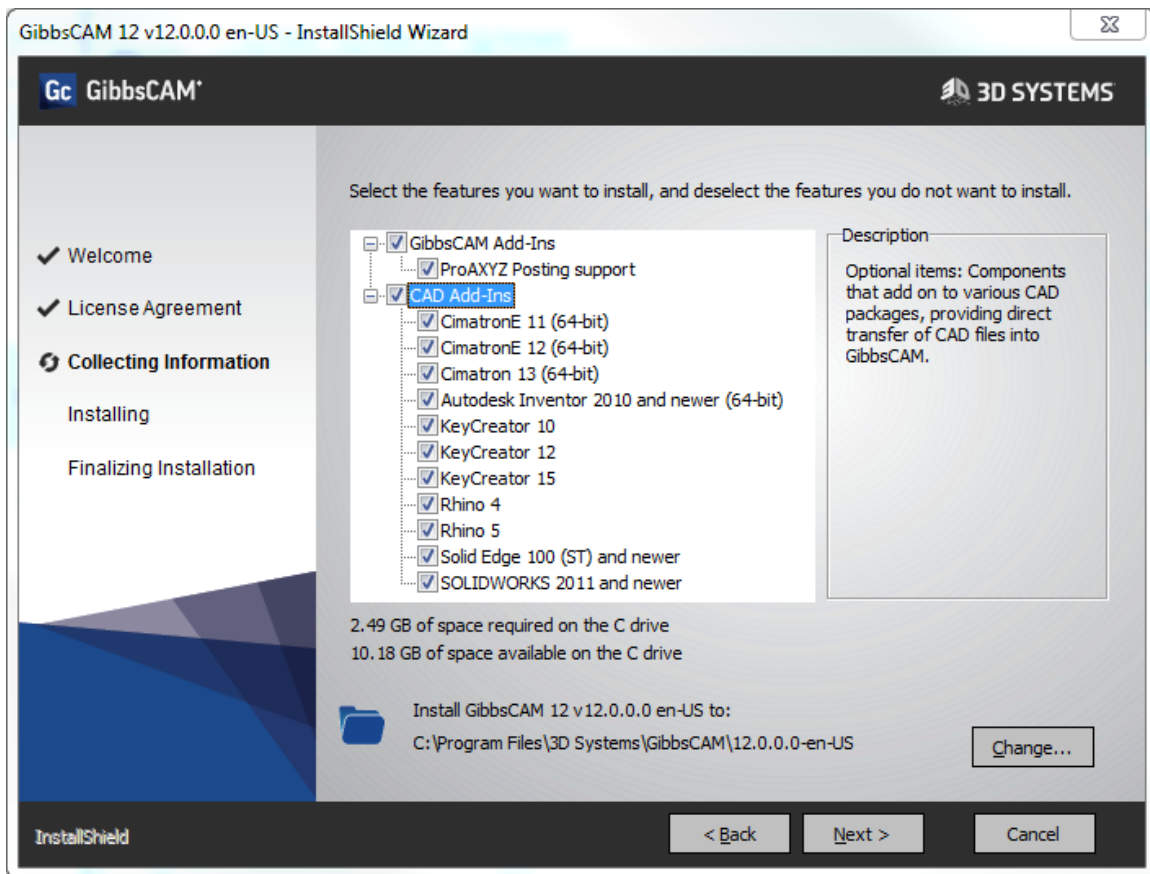 GibbsCAM 12 v12.0.0.0 en-US - InstallShield Wizard
Gc GibbsCAM
3D SYSTEMS
Welcome
License Agreement
Collecting Information
Installing
Finalizing Installation
Select the features you want to install, and deselect the features you do not want to install.
GibbsCAM Add-Ins
ProAXYZ Posting support
CAD Add-Ins
CimatronE 11 (64-bit)
CimatronE 12 (64-bit)
Cimatron 13 (64-bit)
Autodesk Inventor 2010 and newer (64-bit)
KeyCreator 10
KeyCreator 12
KeyCreator 15
Rhino 4
Rhino 5
Solid Edge 100 (ST) and newer
SOLIDWORKS 2011 and newer
Description
Optional items: Components
that add on to various CAD
packages, providing direct
transfer of CAD files into
GibbsCAM.
2.49 GB of space required on the C drive
10.18 GB of space available on the C drive
Install GibbsCAM 12 v12.0.0.0 en-US to:
C:\Program Files\3D Systems\GibbsCAM\12.0.0.0-en-US
Change...
InstallShield
< Back
Next >
Cancel